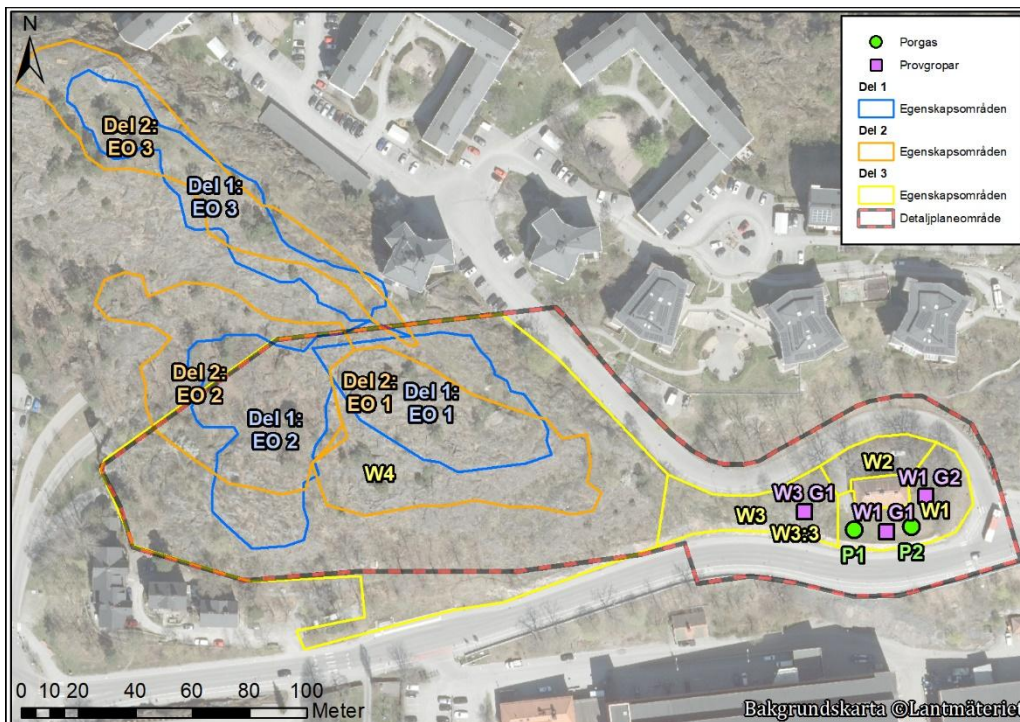 N
Porgas
Provgropar
Del 1
Egenskapsområden
Del 2
Egenskapsområden
Del 3
Egenskapsområden
Detaljplaneområde
Del 2:
EO 3
Del 1:
EO 3
Del 2:
EO 2
Del 1:
EO 2
Del 2:
EO 1
Del 1:
EO 1
W4
W2
W3 G1
W1 G2
W3
W1 G1
W1
W3:3
P1
P2
0 10 20 40 60 80 100
Meter
Bakgrundskarta ©Lantmäteriet